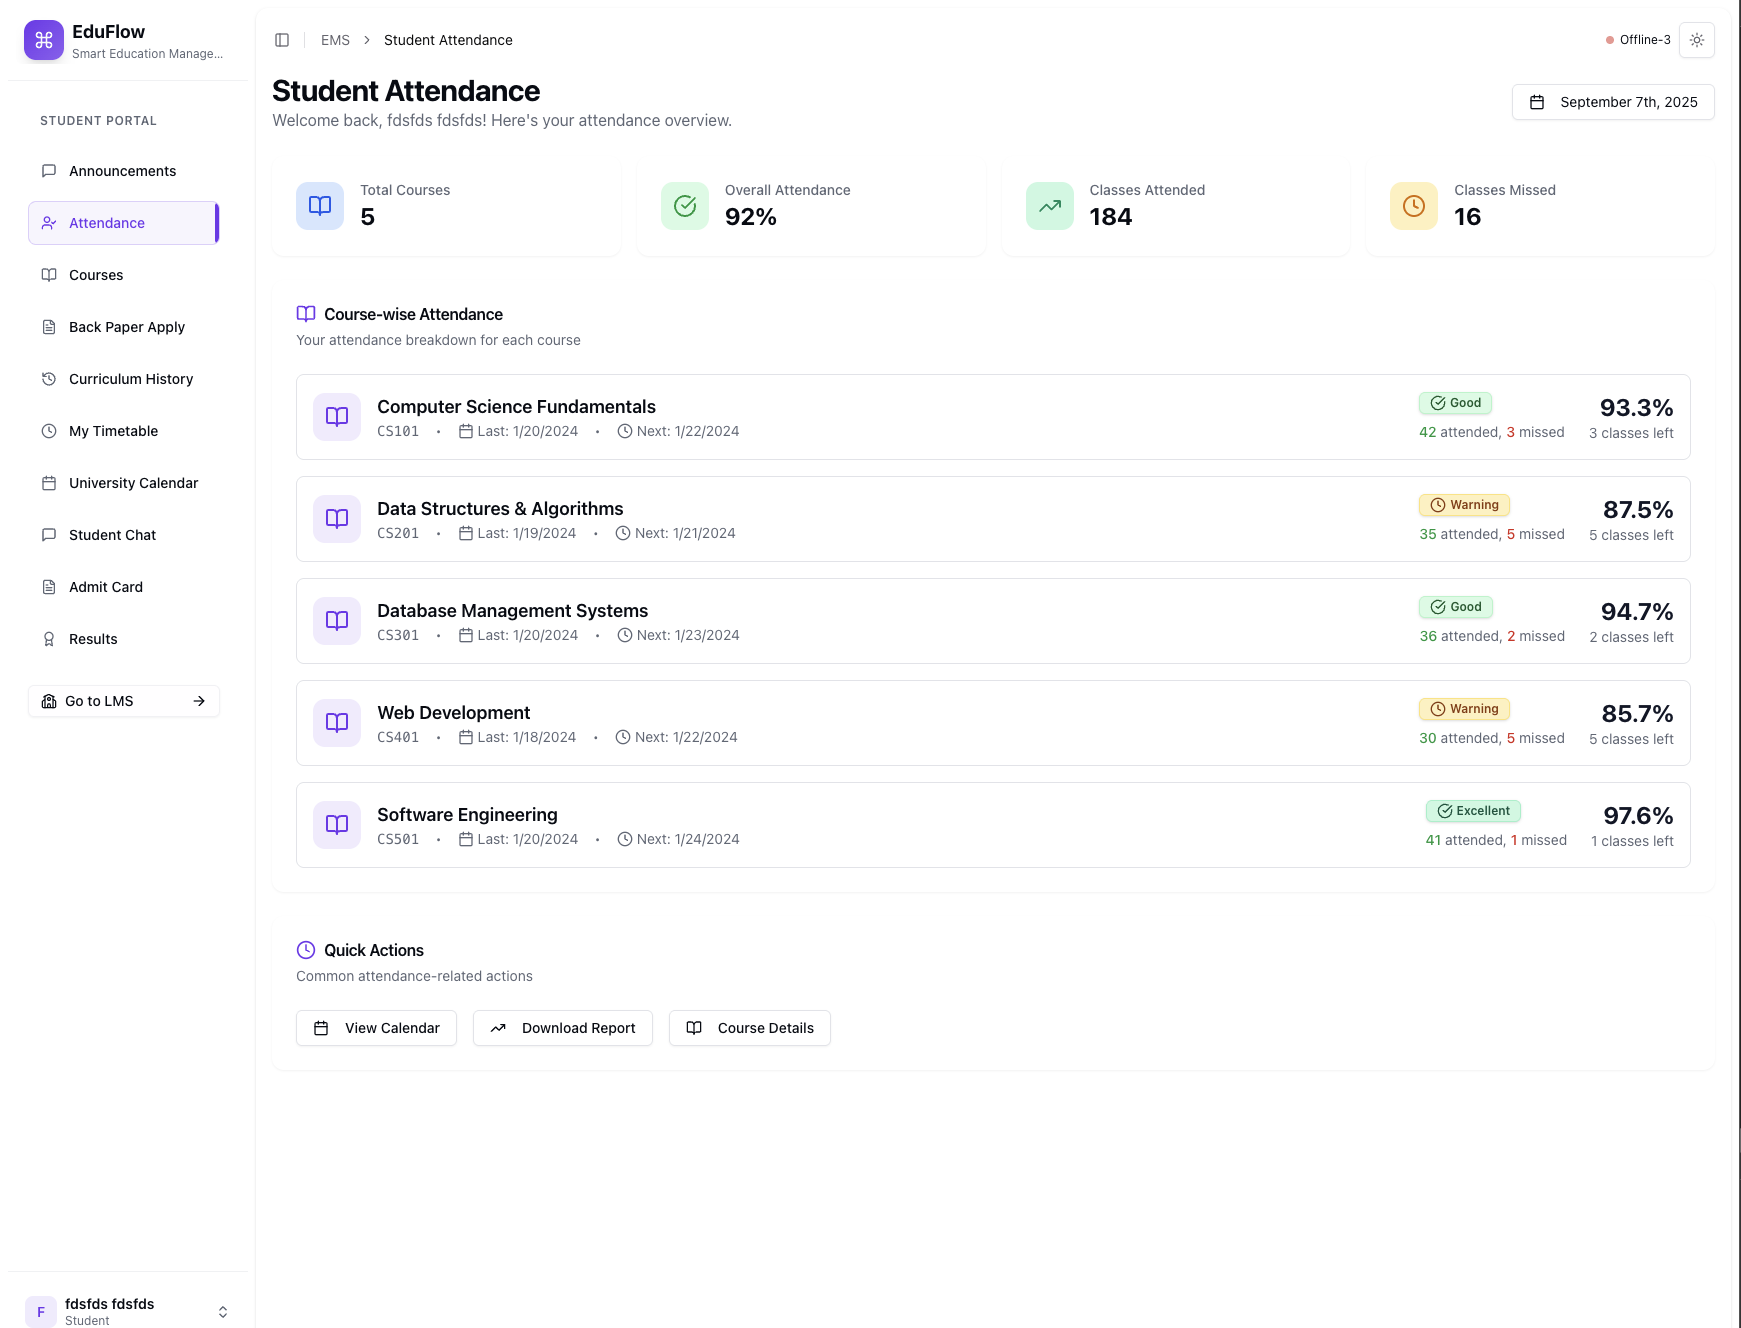 EduFlow
Smart Education Manage...
STUDENT PORTAL
Announcements
Attendance
Courses
Back Paper Apply
Curriculum History
My Timetable
University Calendar
Student Chat
Admit Card
Results
Go to LMS
fdsfds fdsfds
F
Student
EMS
Student Attendance
Offline-3
Student Attendance
Welcome back, fdsfds fdsfds! Here's your attendance overview.
September 7th, 2025
Total Courses
5
Overall Attendance
92%
Classes Attended
184
Classes Missed
16
Course-wise Attendance
Your attendance breakdown for each course
Computer Science Fundamentals
CS101 • Last: 1/20/2024 • Next: 1/22/2024
Good
42 attended, 3 missed
93.3%
3 classes left
Data Structures & Algorithms
CS201 • Last: 1/19/2024 • Next: 1/21/2024
Warning
35 attended, 5 missed
87.5%
5 classes left
Database Management Systems
CS301 • Last: 1/20/2024 • Next: 1/23/2024
Good
36 attended, 2 missed
94.7%
2 classes left
Web Development
CS401 • Last: 1/18/2024 • Next: 1/22/2024
Warning
30 attended, 5 missed
85.7%
5 classes left
Software Engineering
CS501 • Last: 1/20/2024 • Next: 1/24/2024
Excellent
41 attended, 1 missed
97.6%
1 classes left
Quick Actions
Common attendance-related actions
View Calendar
Download Report
Course Details